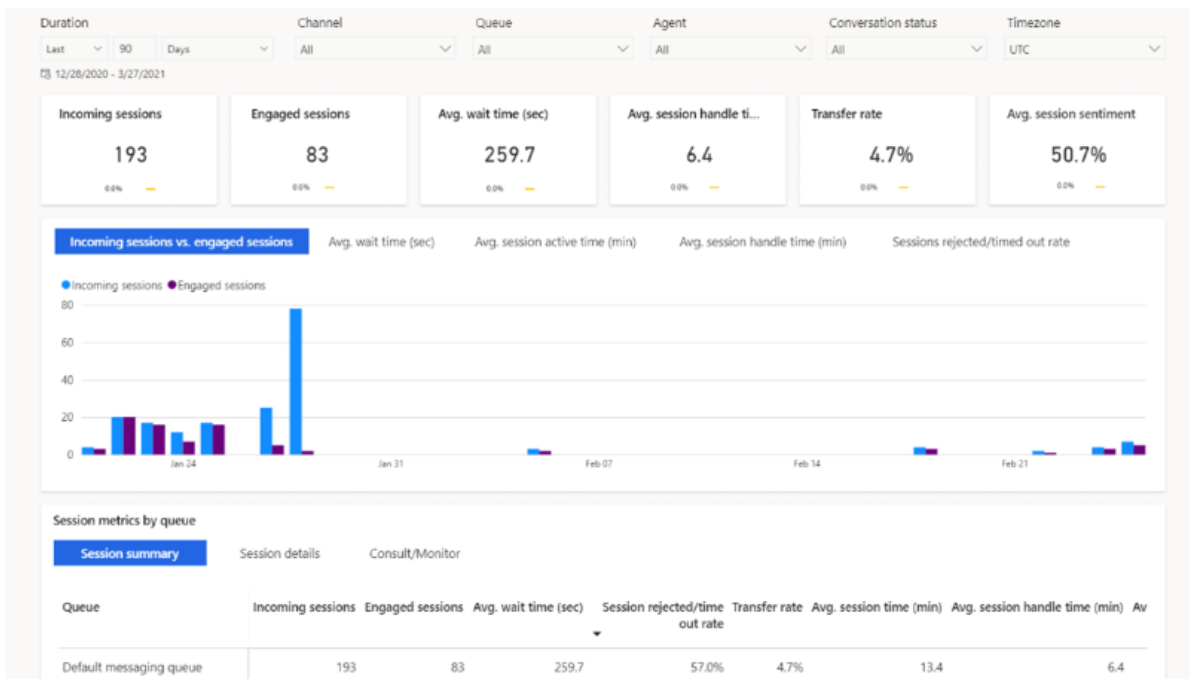 Duration Channel Queue Agent Conversation status Timezone
Last 90 Days All All All All UTC
12/28/2020 - 3/27/2021
Incoming sessions Engaged sessions Avg. wait time (sec) Avg. session handle ti... Transfer rate Avg. session sentiment
193 83 259.7 6.4 4.7% 50.7%
0.0% 0.0% 0.0% 0.0% 0.0% 0.0%
Incoming sessions vs. engaged sessions Avg. wait time (sec) Avg. session active time (min) Avg. session handle time (min) Sessions rejected/timed out rate
Incoming sessions Engaged sessions
80
60
40
20
0
Jan 24 Jan 31 Feb 07 Feb 14 Feb 21
Session metrics by queue
Session summary Session details Consult/Monitor
Queue Incoming sessions Engaged sessions Avg. wait time (sec) Session rejected/time Transfer rate Avg. session time (min) Avg. session handle time (min) Av
out rate
Default messaging queue 193 83 259.7 57.0% 4.7% 13.4 6.4